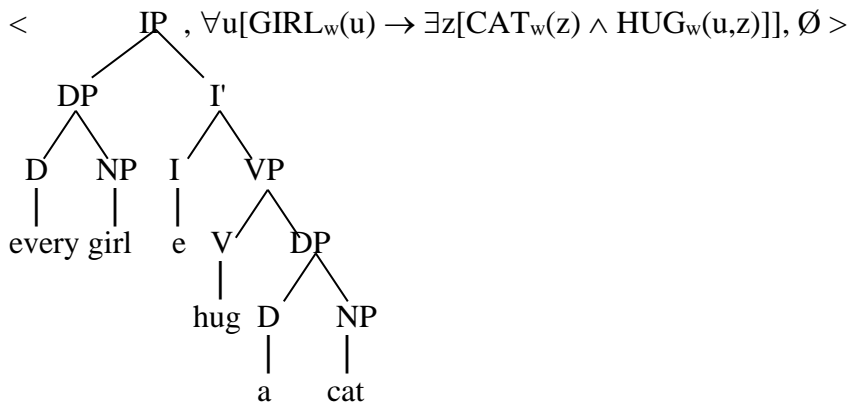 < IP , ∀u[GIRLw(u) → ∃z[CATw(z) ∧ HUGw(u,z)]], Ø >
DP I'
D NP I VP
every girl e V DP
hug D NP
a cat